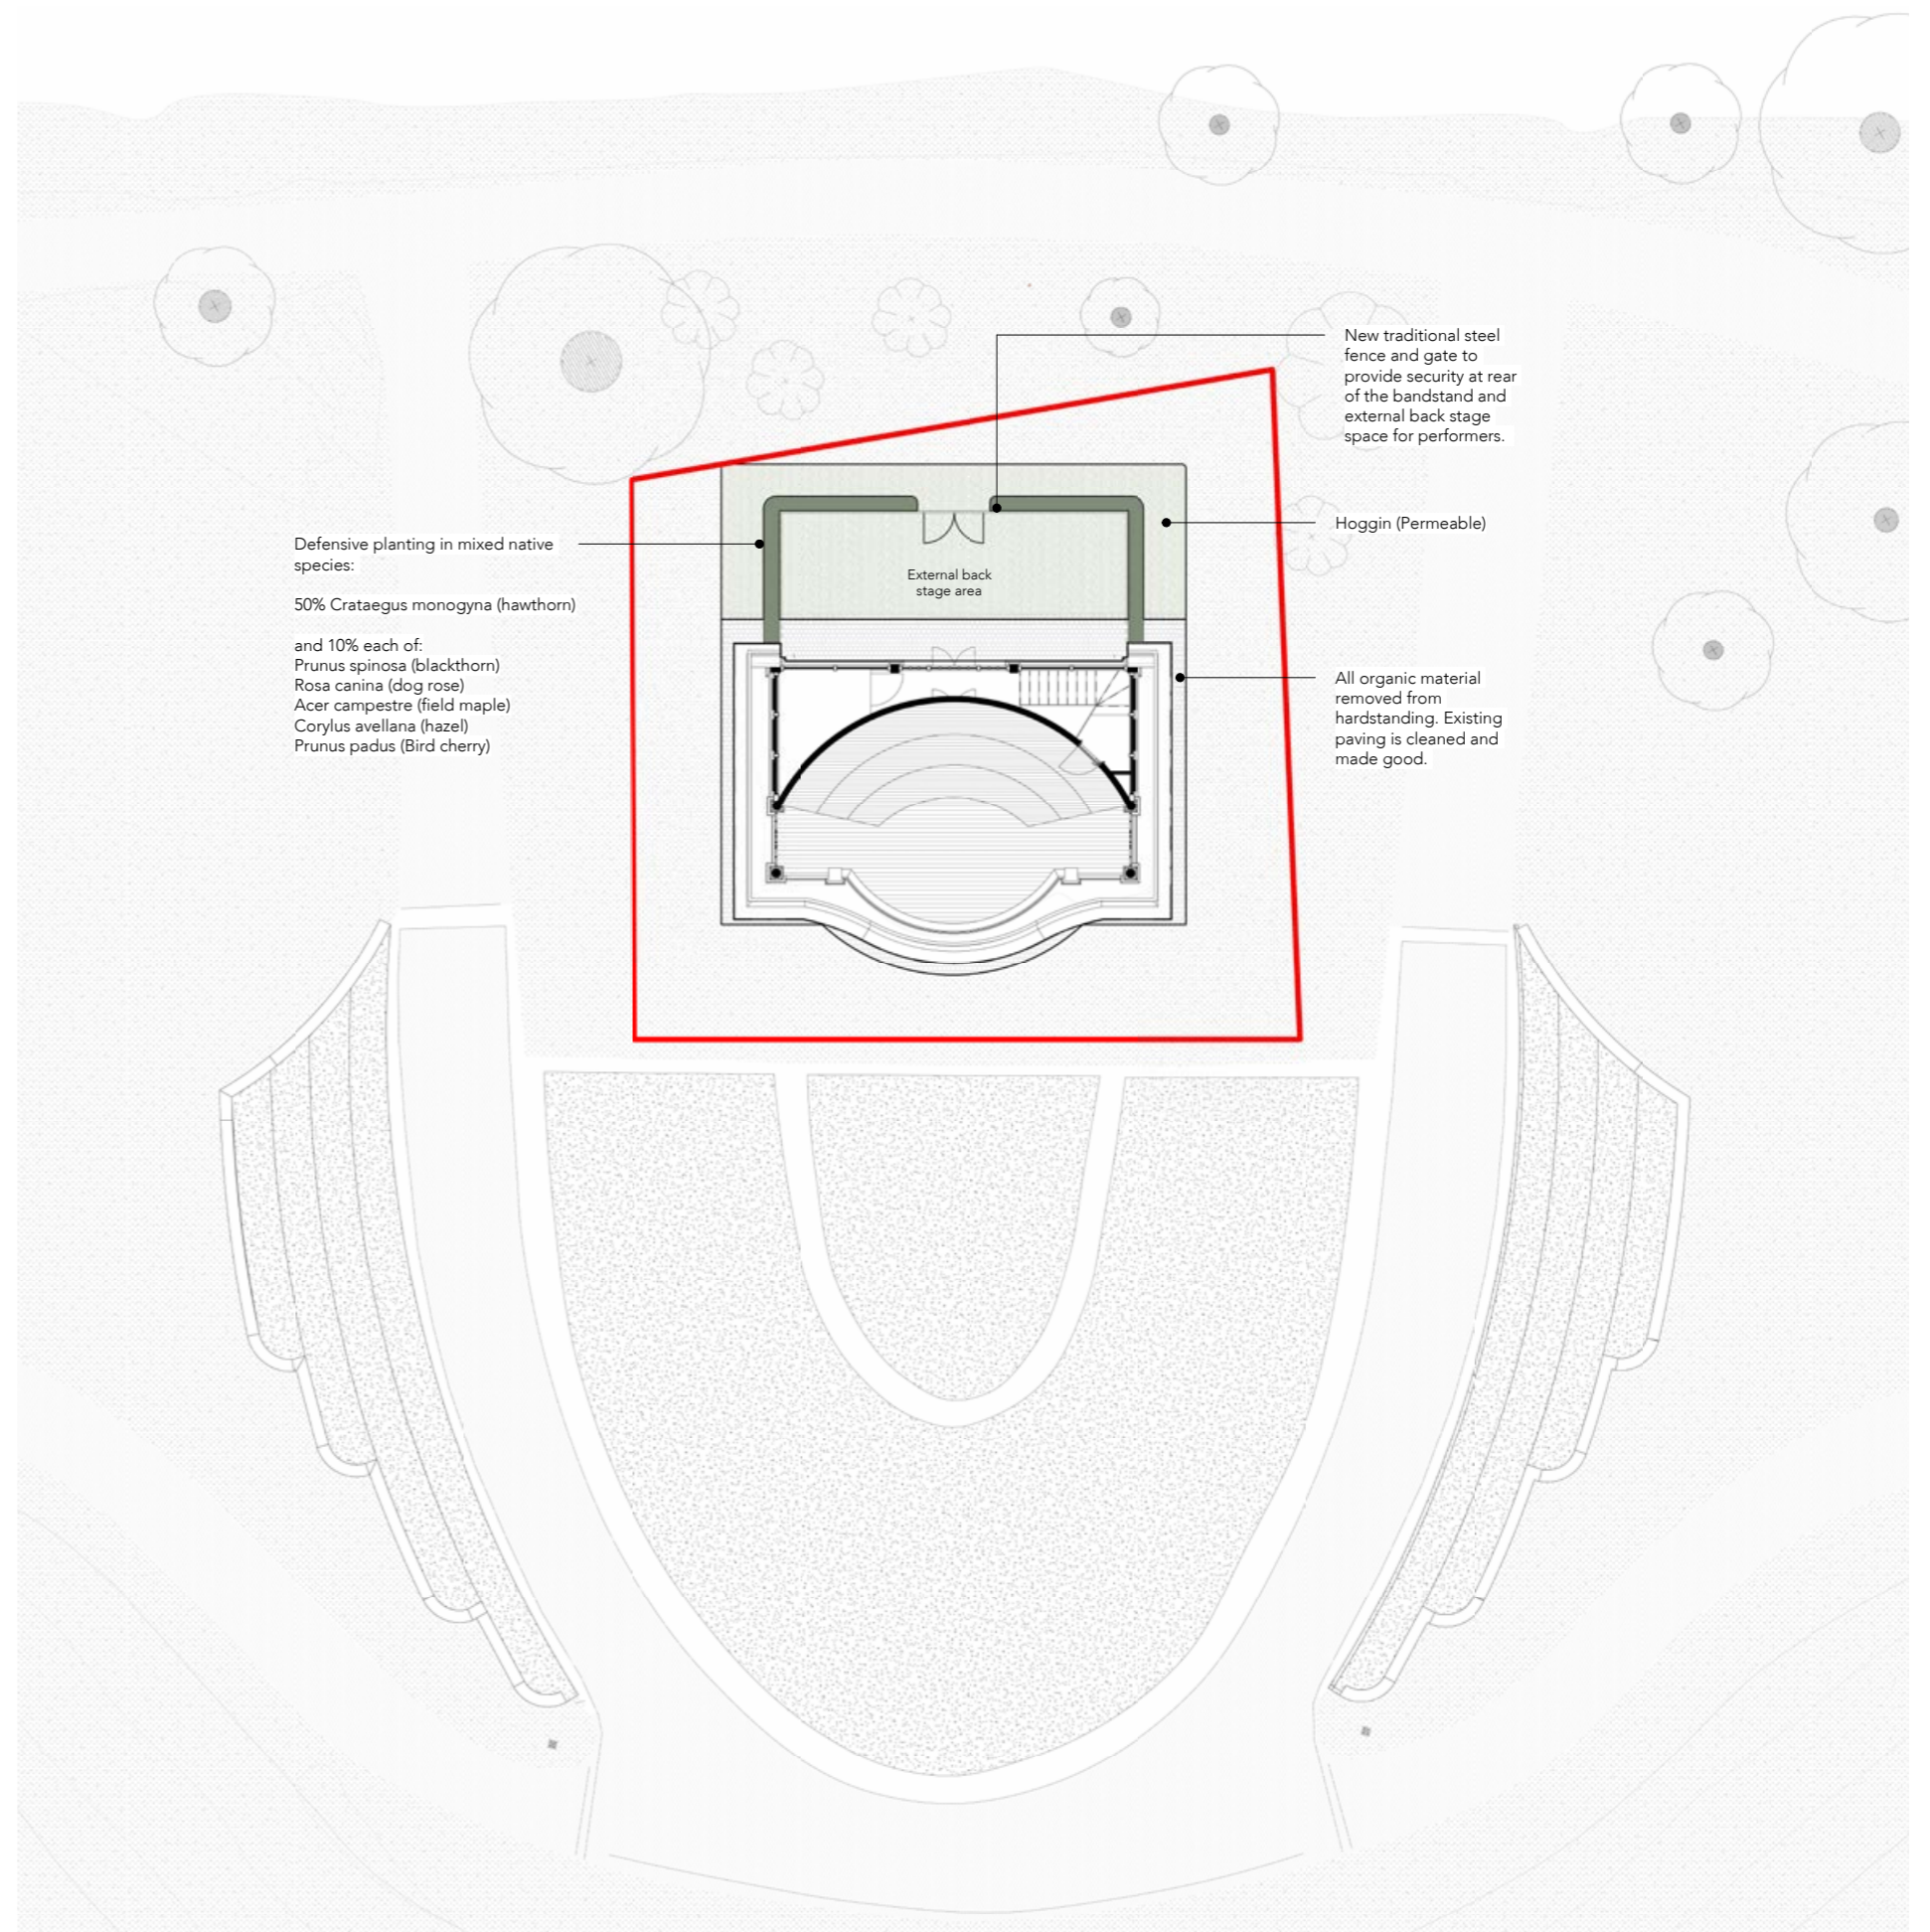 New traditional steel
fence and gate to
provide security at rear
of the bandstand and
external back stage
space for performers.
Hoggin (Permeable)
Defensive planting in mixed native
species:
50% Crataegus monogyna (hawthorn)
and 10% each of:
Prunus spinosa (blackthorn)
Rosa canina (dog rose)
Acer campestre (field maple)
Corylus avellana (hazel)
Prunus padus (Bird cherry)
External back
stage area
All organic material
removed from
hardstanding. Existing
paving is cleaned and
made good.